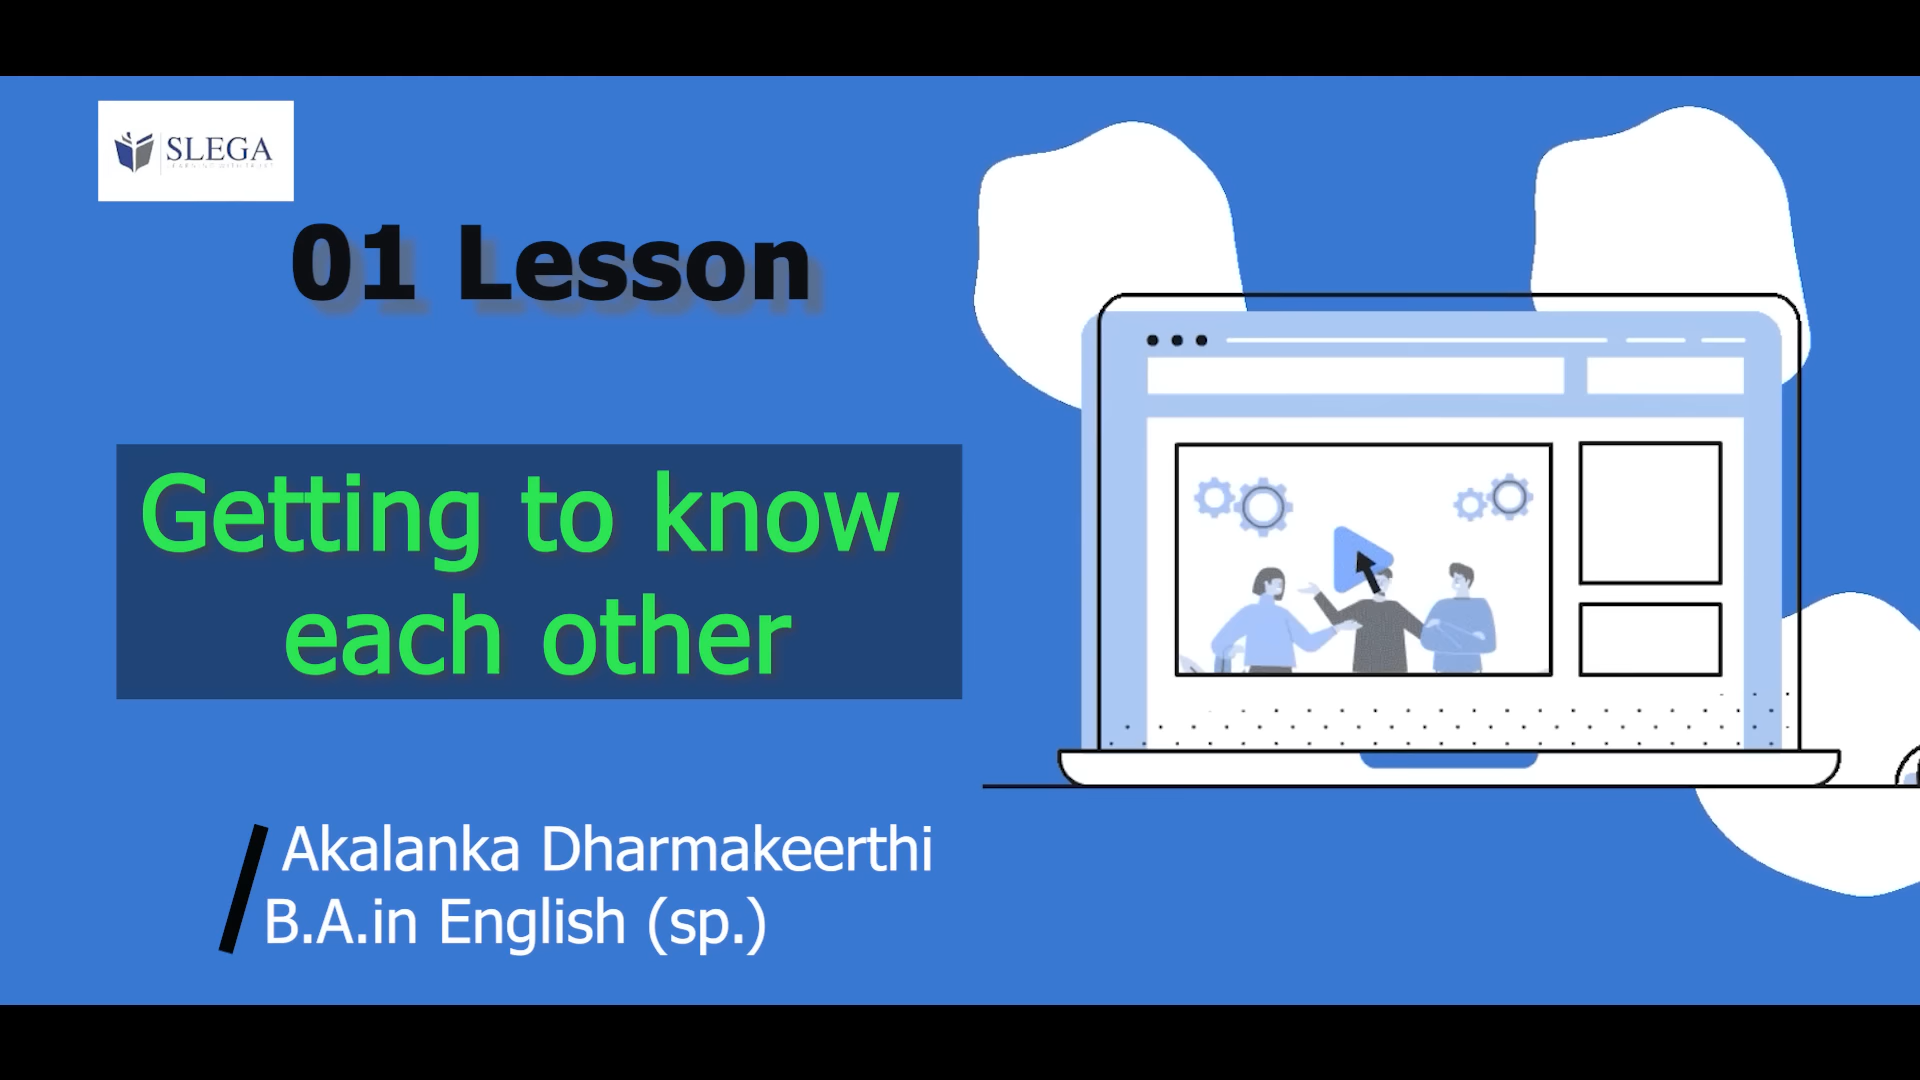 SLEGA
01 Lesson
Getting to know
each other
Akalanka Dharmakeerthi
B.A.in English (sp.)